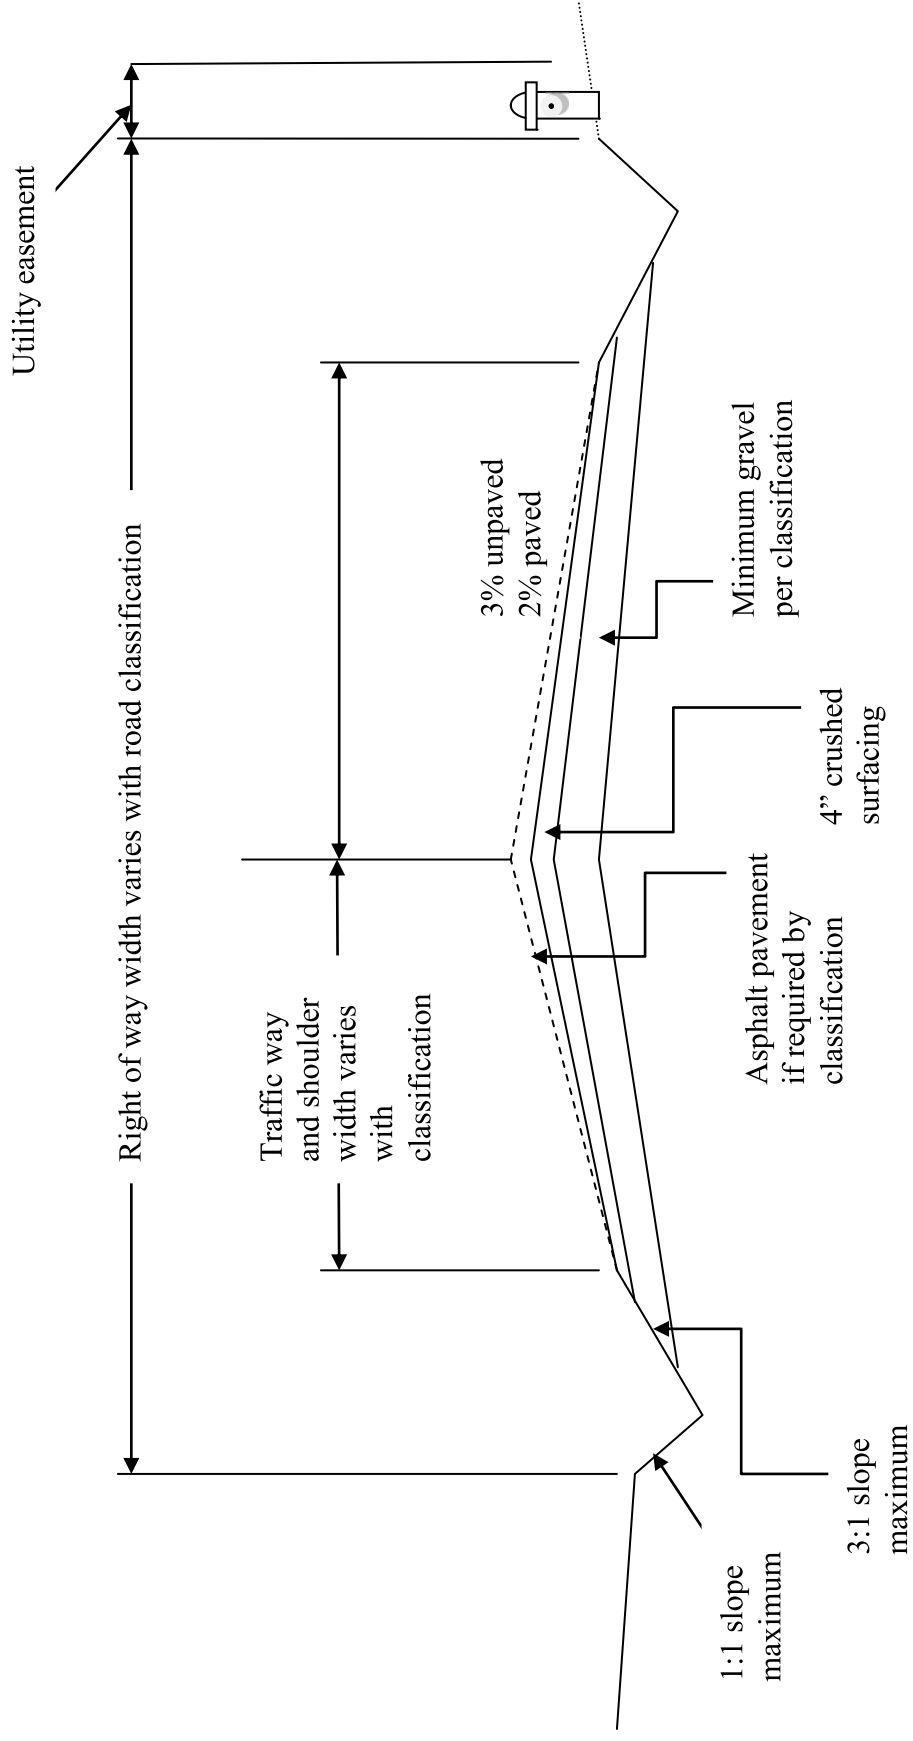 Utility easement
Right of way width varies with road classification
Traffic way
and shoulder
width varies
with
classification
3% unpaved
2% paved
1:1 slope
maximum
3:1 slope
maximum
Asphalt pavement
if required by
classification
4” crushed
surfacing
Minimum gravel
per classification